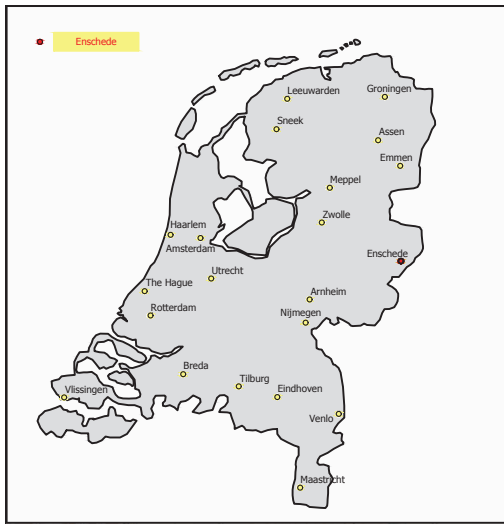 Enschede
Leeuwarden
Groningen
Sneek
Assen
Emmen
Meppel
Zwolle
Haarlem
Amsterdam
Enschede
Utrecht
The Hague
Arnheim
Rotterdam
Nijmegen
Breda
Tilburg
Vlissingen
Eindhoven
Venlo
Maastricht